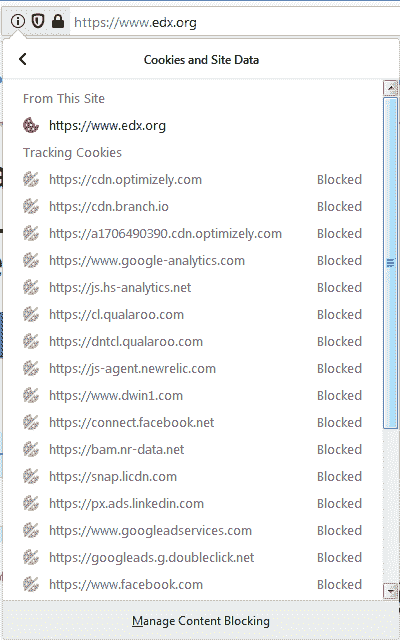 https://www.edx.org
Cookies and Site Data
From This Site
https://www.edx.org
Tracking Cookies
https://cdn.optimizely.com Blocked
https://cdn.branch.io Blocked
https://a1706490390.cdn.optimizely.com Blocked
https://www.google-analytics.com Blocked
https://js.hs-analytics.net Blocked
https://cl.qualaroo.com Blocked
https://dntcl.qualaroo.com Blocked
https://js-agent.newrelic.com Blocked
https://www.dwin1.com Blocked
https://connect.facebook.net Blocked
https://bam.nr-data.net Blocked
https://snap.licdn.com Blocked
https://px.ads.linkedin.com Blocked
https://www.googleadservices.com Blocked
https://googleads.g.doubleclick.net Blocked
https://www.facebook.com Blocked
Manage Content Blocking